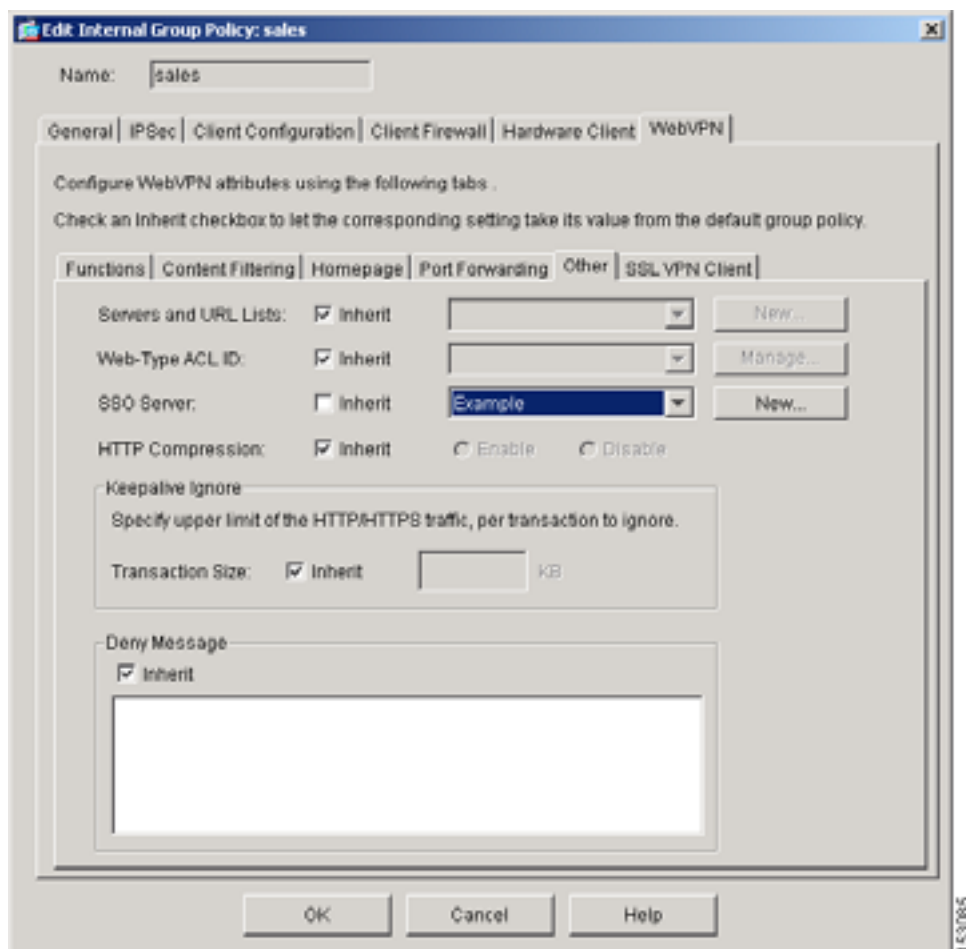 Edit Internal Group Policy: sales
Name: sales
General IPSec Client Configuration Client Firewall Hardware Client WebVPN
Configure WebVPN attributes using the following tabs .
Check an Inherit checkbox to let the corresponding setting take its value from the default group policy.
Functions Content Filtering Homepage Port Forwarding Other SSL VPN Client
Servers and URL Lists: Inherit New...
Web-Type ACL ID: Inherit Manage...
SSO Server: Inherit Example New...
HTTP Compression: Inherit Enable Disable
Keepalive Ignore
Specify upper limit of the HTTP/HTTPS traffic, per transaction to ignore.
Transaction Size: Inherit KB
Deny Message
Inherit
OK Cancel Help